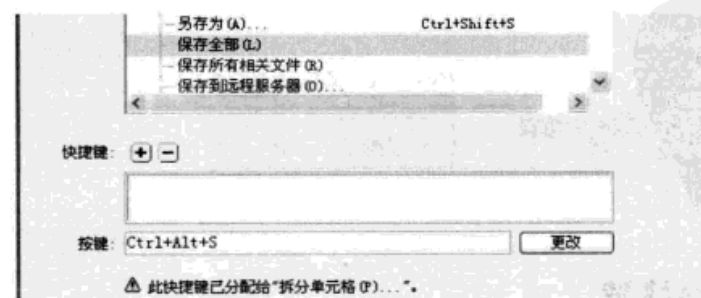 另存为(A)... Ctrl+Shift+S
保存全部(L)
保存所有相关文件(R)
保存到远程服务器(D)...
快捷键:
按键: Ctrl+Alt+S 更改
此快捷键已分配给"拆分单元格(P)..."。